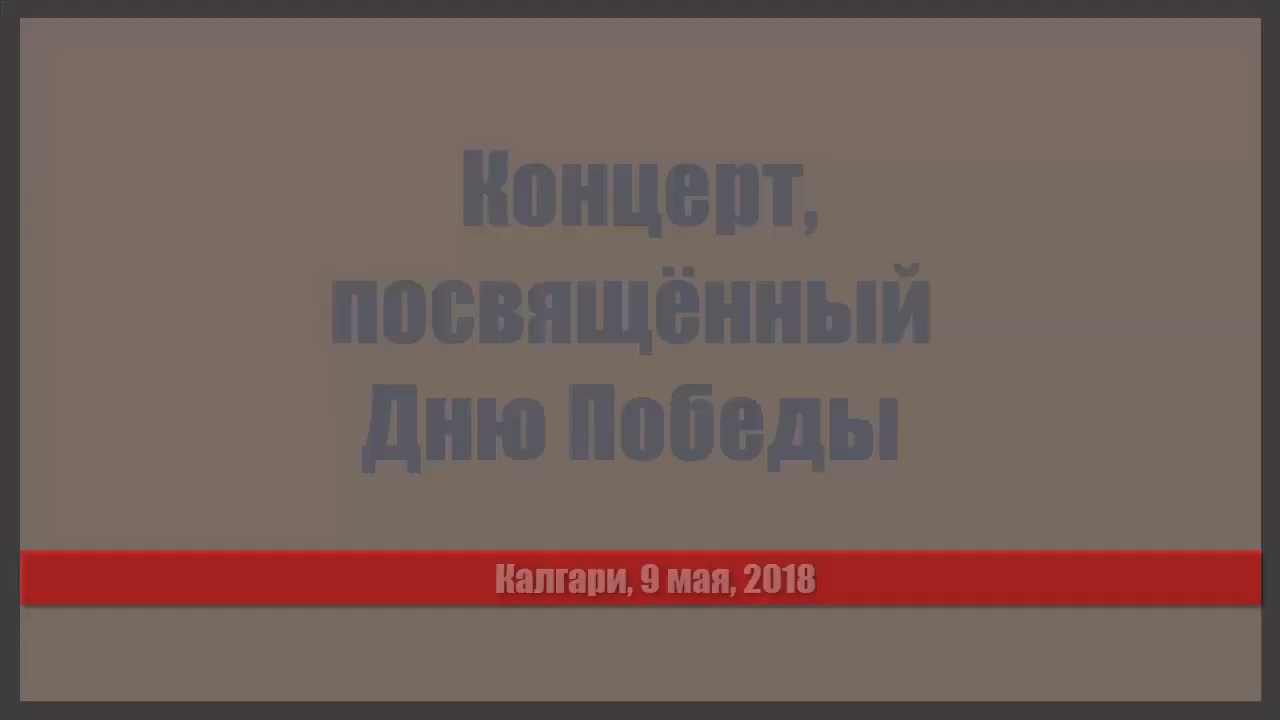 Концерт,
посвящённый
Дню Победы
Калгари, 9 мая, 2018